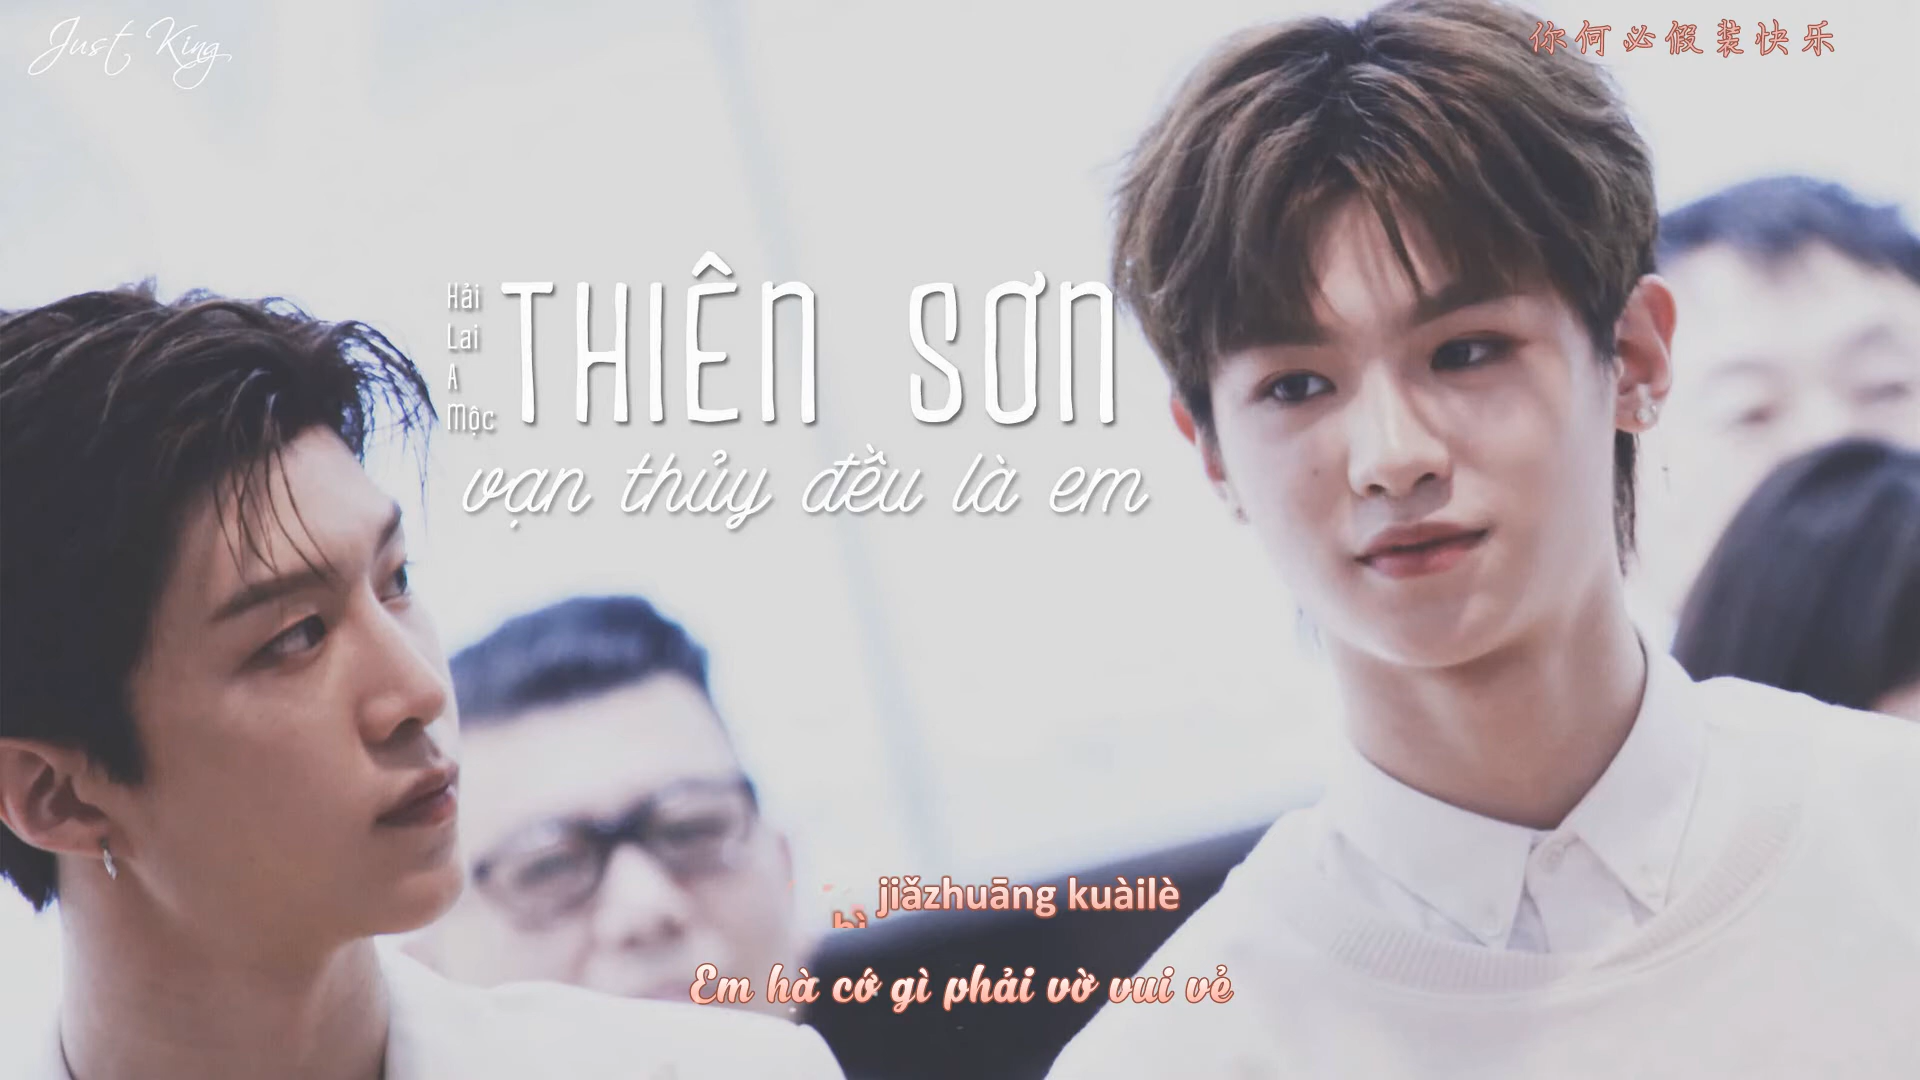 Just King
你何必假装快乐
Hải
Lai
A
Mộc
THIÊN SƠN
vạn thủy đều là em
bì jiǎzhuāng kuàilè
Em hà cớ gì phải vờ vui vẻ